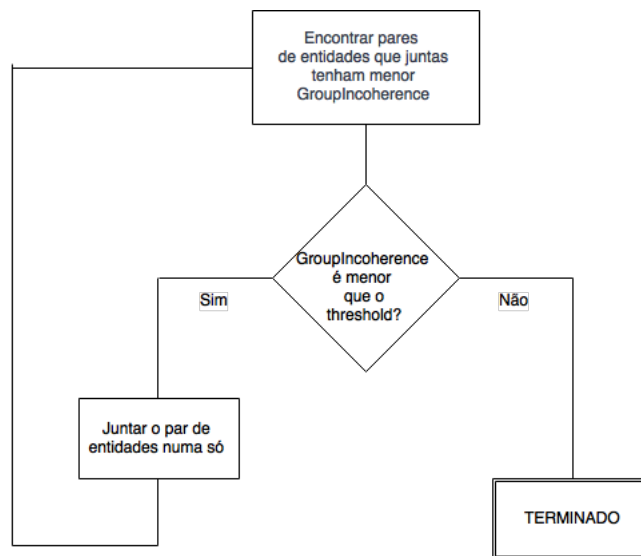 Encontrar pares
de entidades que juntas
tenham menor
GroupIncoherence
GroupIncoherence
é menor
que o
threshold?
Sim
Não
Juntar o par de
entidades numa só
TERMINADO